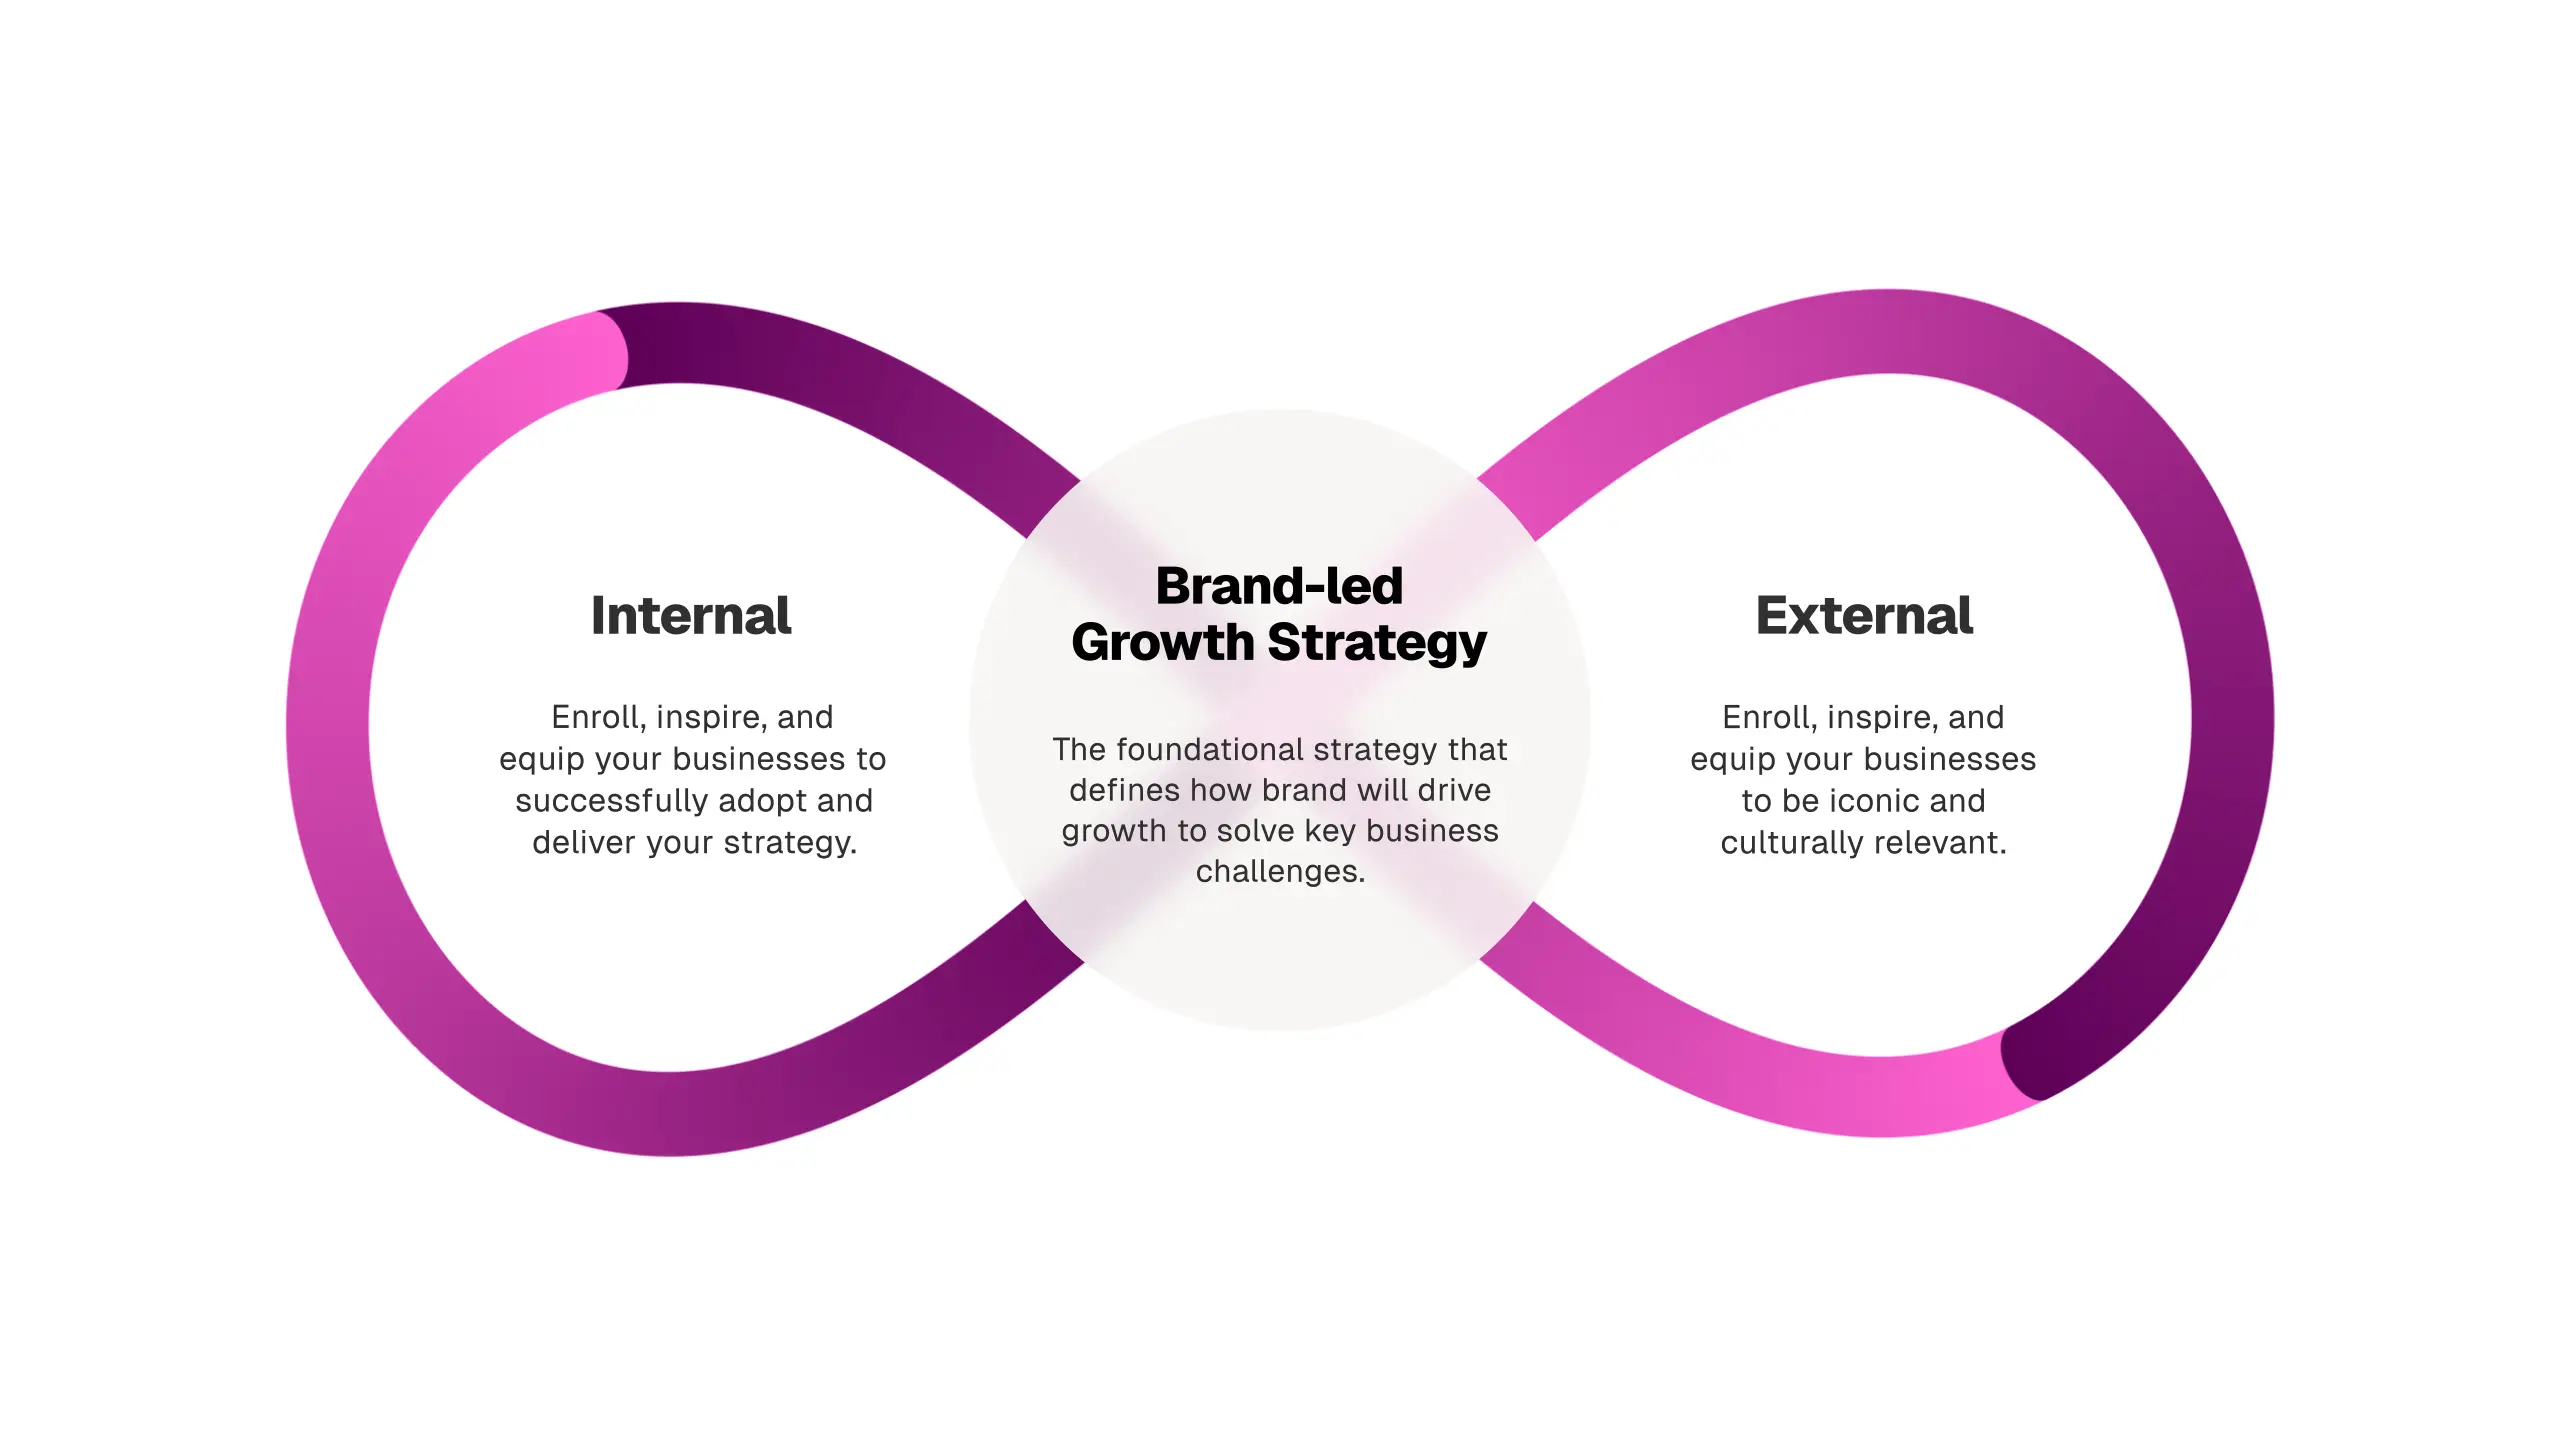 Internal
Enroll, inspire, and
equip your businesses to
successfully adopt and
deliver your strategy.
Brand-led
Growth Strategy
The foundational strategy that
defines how brand will drive
growth to solve key business
challenges.
External
Enroll, inspire, and
equip your businesses
to be iconic and
culturally relevant.